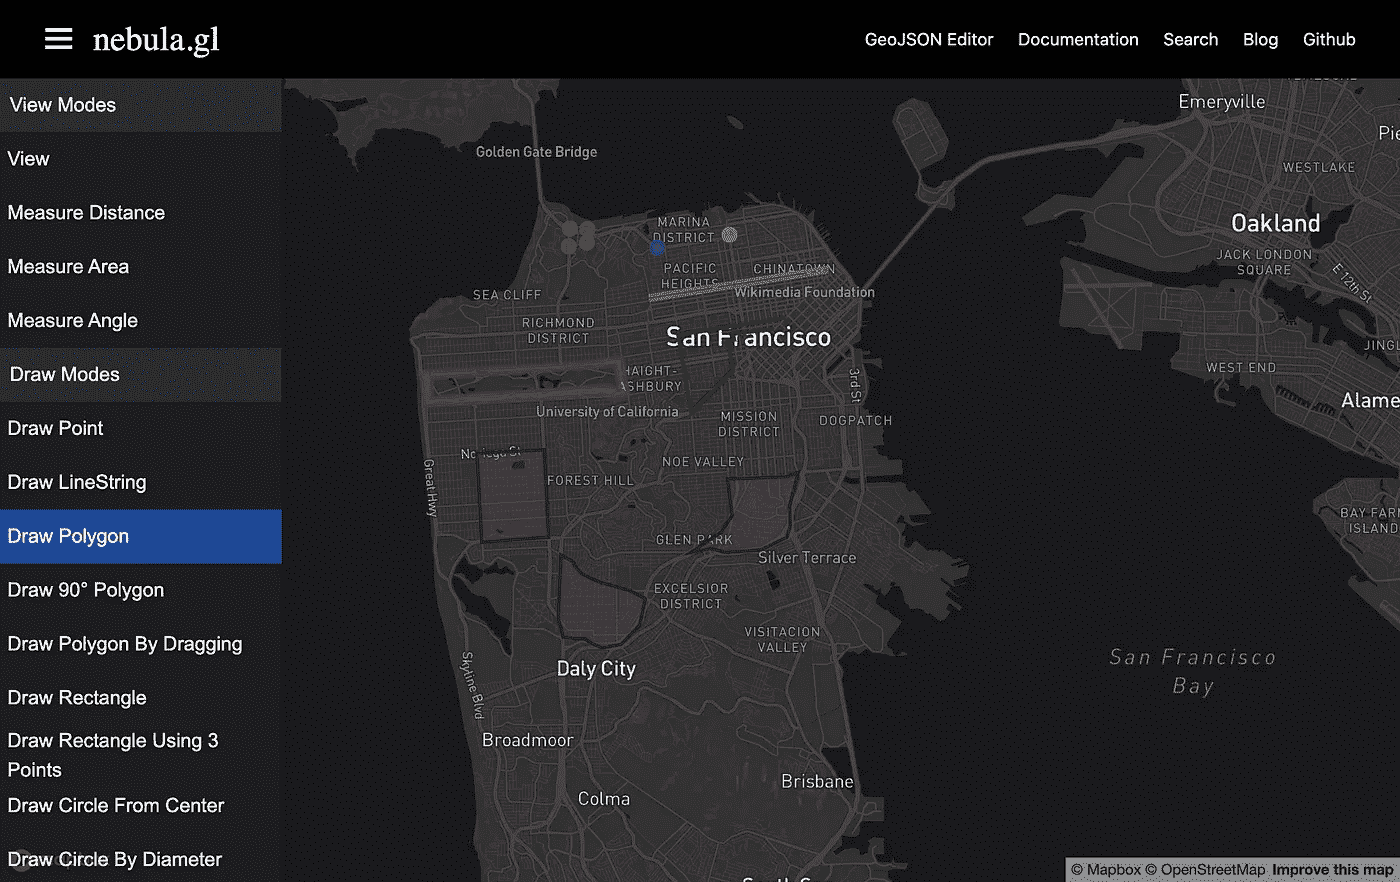 nebula.gl
GeoJSON Editor
Documentation
Search
Blog
Github
View Modes
View
Measure Distance
Measure Area
Measure Angle
Draw Modes
Draw Point
Draw LineString
Draw Polygon
Draw 90° Polygon
Draw Polygon By Dragging
Draw Rectangle
Draw Rectangle Using 3
Points
Draw Circle From Center
Draw Circle By Diameter
Golden Gate Bridge
MARINA
DISTRICT
PACIFIC
HEIGHTS
CHINATOWN
Wikimedia Foundation
SEA CLIFF
RICHMOND
DISTRICT
San Francisco
HAIGHT-
ASHBURY
University of California
MISSION
DISTRICT
3rd St
DOGPATCH
Noriega St
Great Hwy
FOREST HILL
NOE VALLEY
GLEN PARK
Silver Terrace
EXCELSIOR
DISTRICT
VISITACION
VALLEY
Skyline Blvd
Daly City
Broadmoor
Colma
Brisbane
Emeryville
WESTLAKE
Oakland
JACK LONDON
SQUARE
E 12th St
JINGL
WEST END
Alame
BAY FAR
ISLAND
San Francisco
Bay
© Mapbox © OpenStreetMap Improve this map